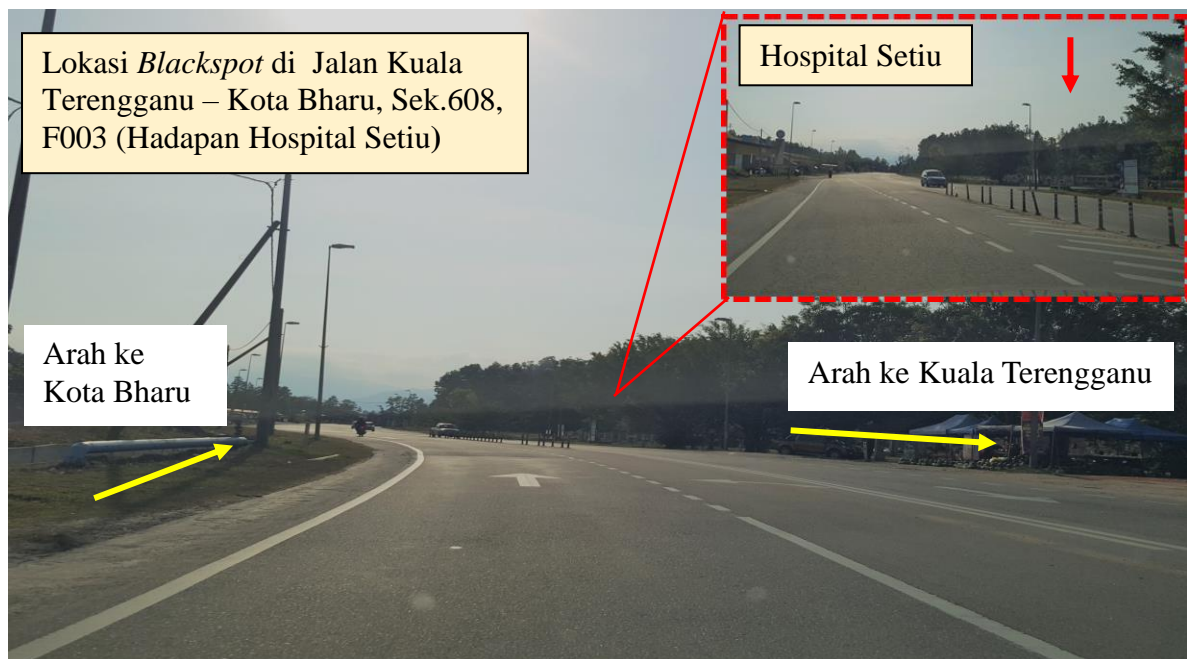 Lokasi Blackspot di Jalan Kuala
Terengganu – Kota Bharu, Sek.608,
F003 (Hadapan Hospital Setiu)
Hospital Setiu
Arah ke
Kota Bharu
Arah ke Kuala Terengganu